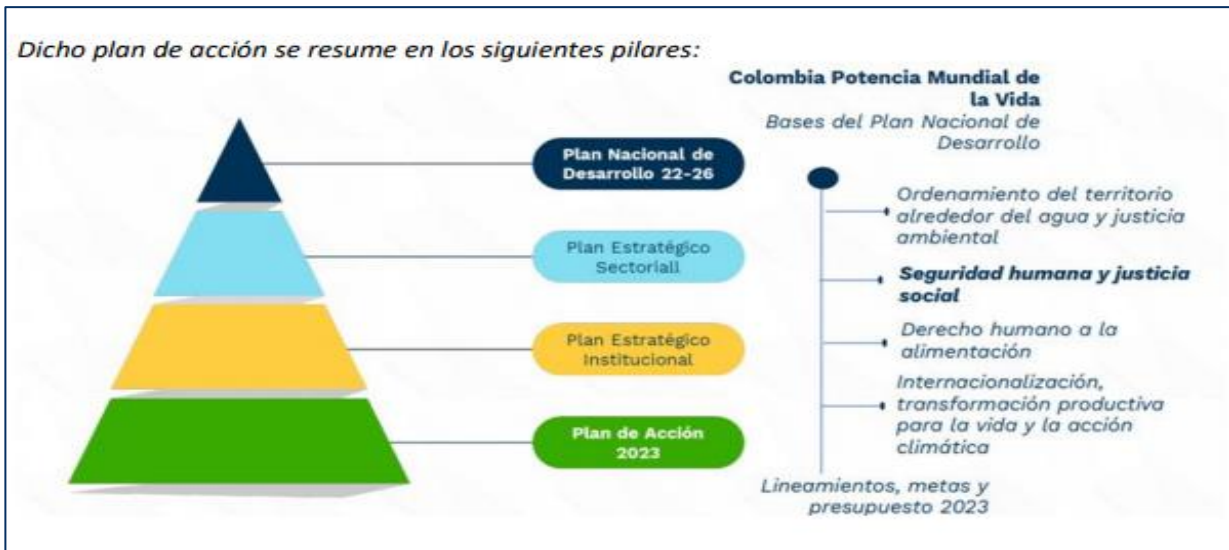 Dicho plan de acción se resume en los siguientes pilares:
Plan Nacional de
Desarrollo 22-26
Plan Estratégico
Sectoriall
Plan Estratégico
Institucional
Plan de Acción
2023
Colombia Potencia Mundial de
la Vida
Bases del Plan Nacional de
Desarrollo
Ordenamiento del territorio
alrededor del agua y justicia
ambiental
Seguridad humana y justicia
social
Derecho humano a la
alimentación
Internacionalización,
transformación productiva
para la vida y la acción
climática
Lineamientos, metas y
presupuesto 2023